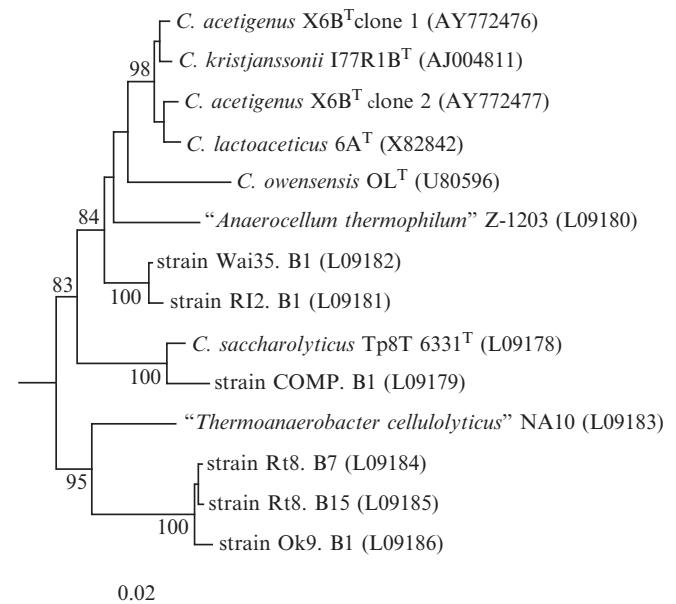 C. acetigenus X6BᵀClone 1 (AY772476)
98
C. kristjanssonii I77R1Bᵀ (AJ004811)
C. acetigenus X6Bᵀ clone 2 (AY772477)
C. lactoaceticus 6Aᵀ (X82842)
C. owensensis OLᵀ (U80596)
84
“Anaerocellum thermophilum” Z-1203 (L09180)
strain Wai35. B1 (L09182)
83
100
strain RI2. B1 (L09181)
C. saccharolyticus Tp8T 6331ᵀ (L09178)
100
strain COMP. B1 (L09179)
“Thermoanaerobacter cellulolyticus” NA10 (L09183)
strain Rt8. B7 (L09184)
95
strain Rt8. B15 (L09185)
100
strain Ok9. B1 (L09186)
0.02